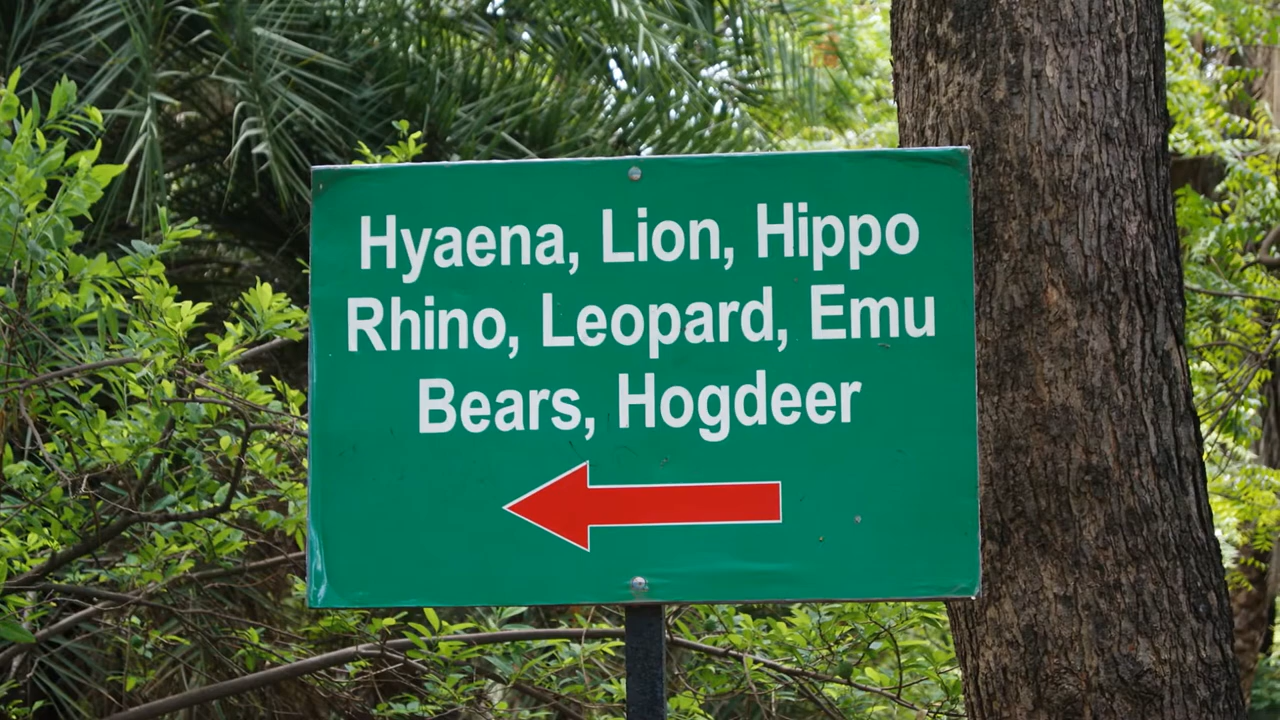 Hyaena, Lion, Hippo
Rhino, Leopard, Emu
Bears, Hogdeer